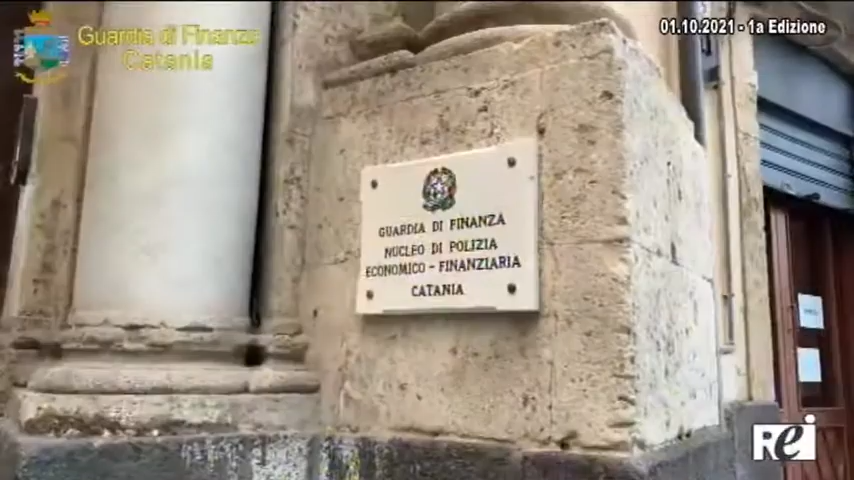 Guardia di Finanza
Catania
01.10.2021 - 1a Edizione
GUARDIA DI FINANZA
NUCLEO DI POLIZIA
ECONOMICO - FINANZIARIA
CATANIA
Rei